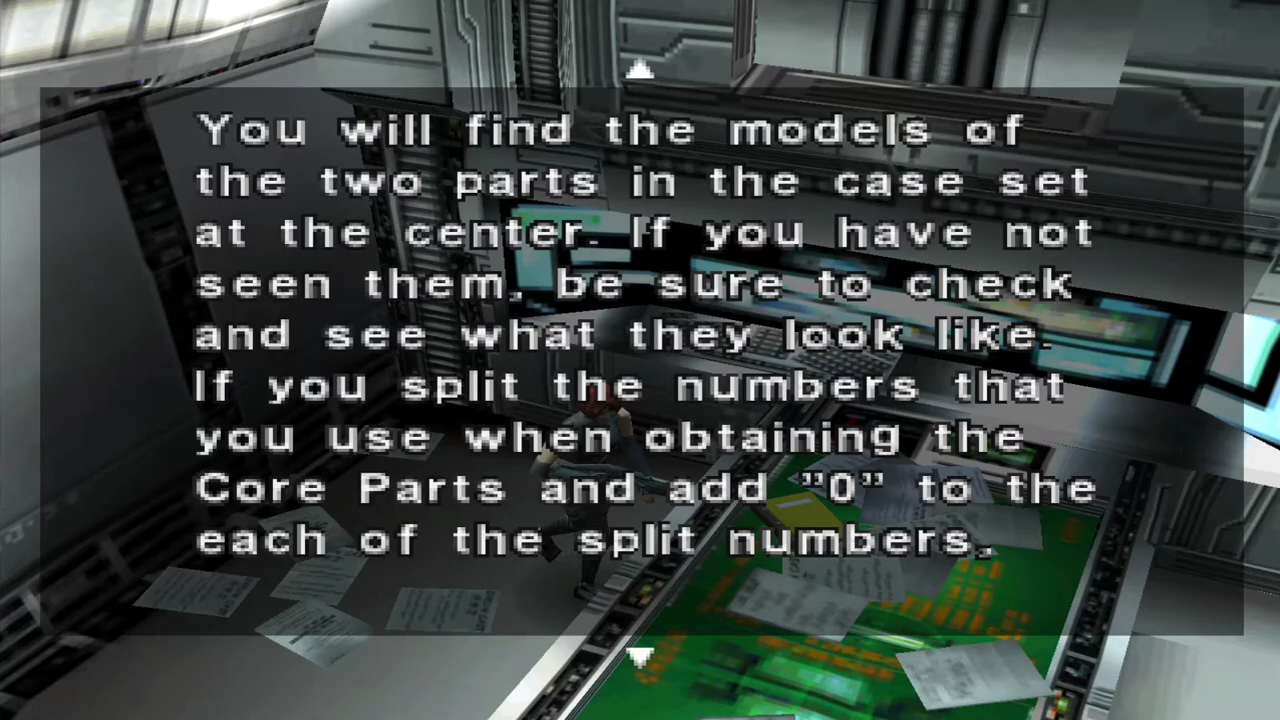 You will find the models of
the two parts in the case set
at the center. If you have not
seen them, be sure to check
and see what they look like.
If you split the numbers that
you use when obtaining the
Core Parts and add "0" to the
each of the split numbers,